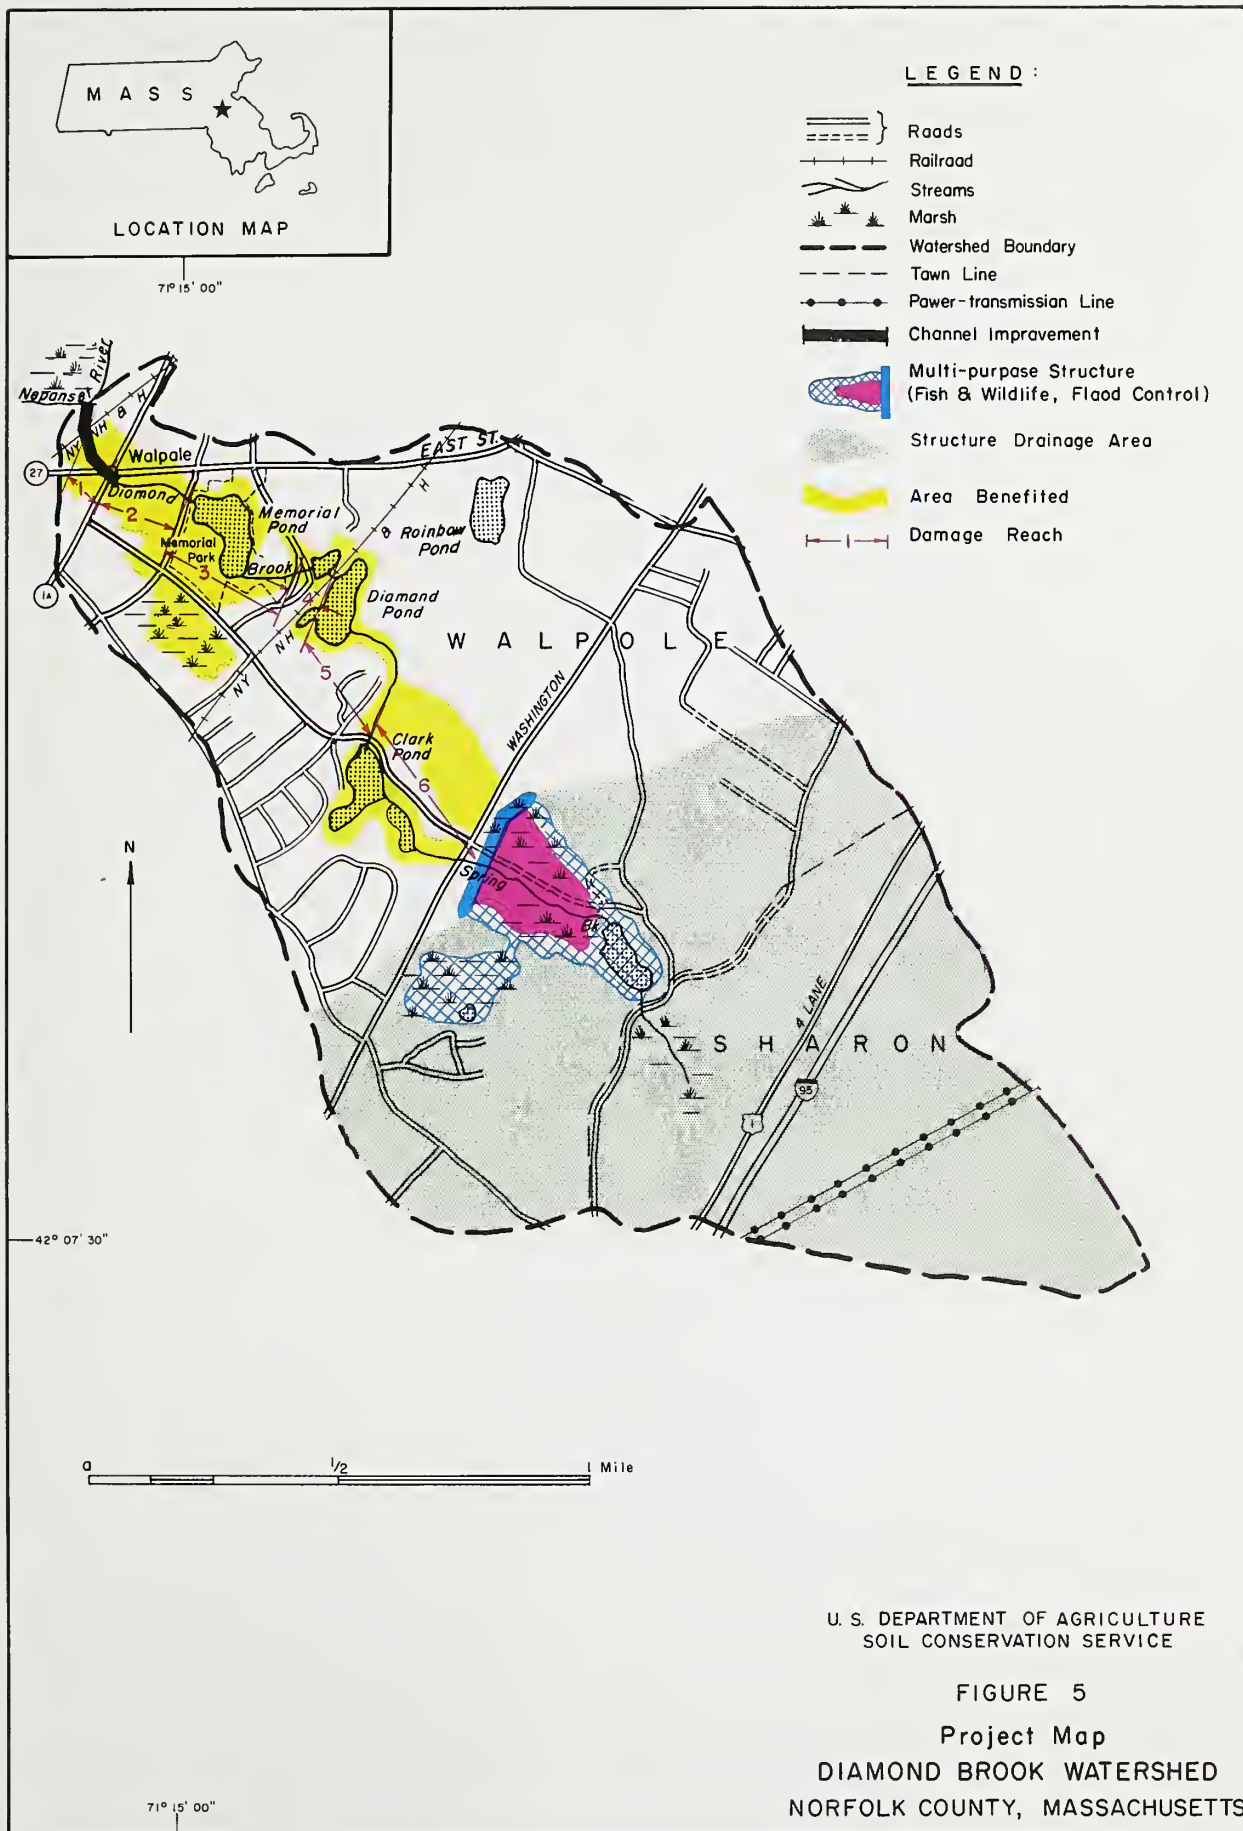 MASS
LOCATION MAP
71° 15' 00"
LEGEND :
Roads
Railroad
Streams
Marsh
Watershed Boundary
Town Line
Power-transmission Line
Channel Improvement
Multi-purpose Structure
(Fish & Wildlife, Flood Control)
Structure Drainage Area
Area Benefited
1
Damage Reach
Neponset River
NY NH & H
27
Walpole
EAST ST.
Diamond
1
2
Memorial
Pond
Memorial
Park
3
Brook
Rainbow
Pond
1A
4
Diamond
Pond
NY NH & H
WALPOLE
5
WASHINGTON
Clark
Pond
6
N
Spring
Bk
4 LANE
SHARON
95
1
42° 07' 30"
0 1/2 1 Mile
U. S. DEPARTMENT OF AGRICULTURE
SOIL CONSERVATION SERVICE
FIGURE 5
Project Map
DIAMOND BROOK WATERSHED
NORFOLK COUNTY, MASSACHUSETTS
71° 15' 00"